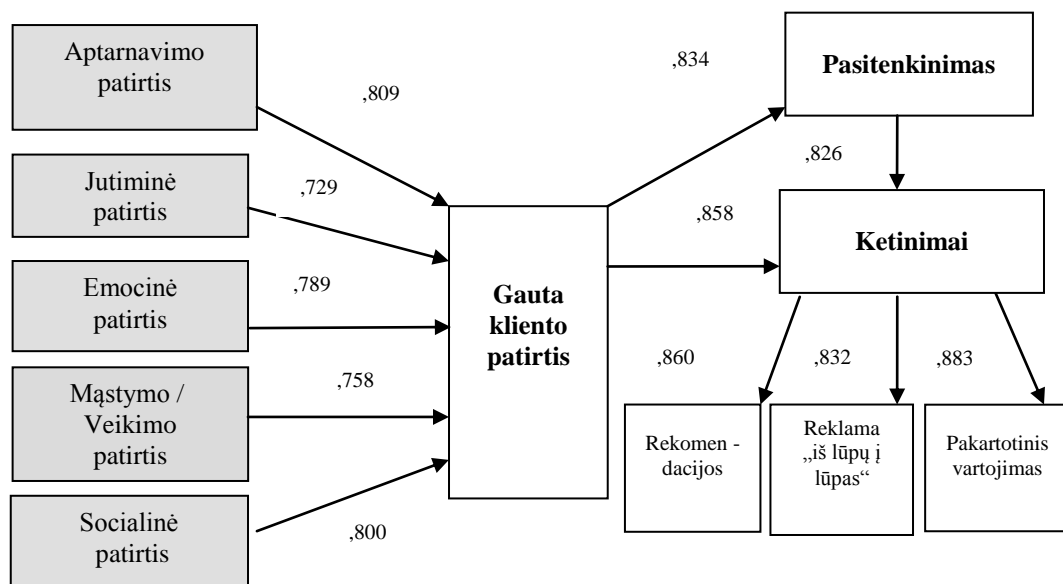 Aptarnavimo
patirtis
,809
Jutiminė
patirtis
,729
Emocinė
patirtis
,789
Mąstymo /
Veikimo
patirtis
,758
Socialinė
patirtis
,800
Gauta
kliento
patirtis
,834
Pasitenkinimas
,826
,858
Ketinimai
,860
,832
,883
Rekomen -
dacijos
Reklama
„iš lūpų į
lūpas“
Pakartotinis
vartojimas